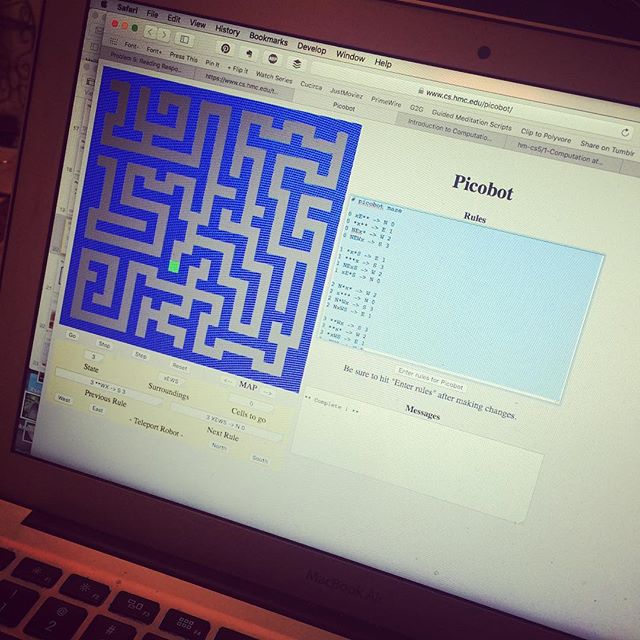 Safari File Edit View History Bookmarks Develop Window Help
www.cs.hmc.edu/picobot/
Font- Font+ Press This Pin It + Flip it Watch Series Cucirca JustMoviez PrimeWire G2G Guided Meditation Scripts Clip to Polyvore Share on Tumblr
Problem 5: Reading Respo... https://www.cs.hmc.edu/t... Picobot Introduction to Computatio... hm-cs5/1-Computation at...
Picobot
Rules
# picobot maze
0 xE** -> N 0
0 *x** -> E 1
0 NEx* -> W 2
0 NEWx -> S 3
1 *x*S -> E 1
1 ***x -> S 3
1 NExS -> W 2
1 xE*S -> N 0
2 N*x* -> W 2
2 x*** -> N 0
2 N*Wx -> S 3
2 NxWS -> E 1
3 **Wx -> S 3
3 **x* -> W 2
3 *xWS -> E 1
Enter rules for Picobot
Be sure to hit "Enter rules" after making changes.
Messages
** Complete ! **
Go Stop Step Reset
<-- MAP -->
3
State
xEWS
Surroundings
0
Cells to go
3 **WX -> S 3
Previous Rule
3 XEWS -> N 0
Next Rule
- Teleport Robot -
West East North South
MacBook Air